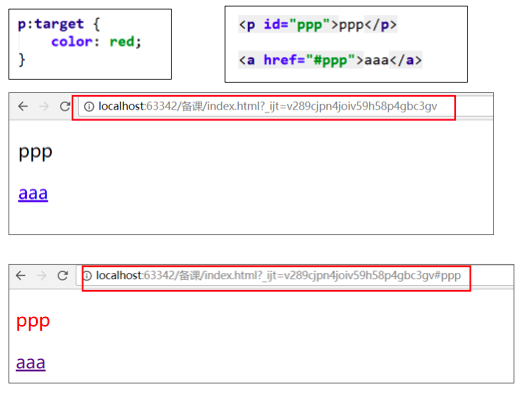 p:target {
color: red;
}
<p id="ppp">ppp</p>
<a href="#ppp">aaa</a>
localhost:63342/备课/index.html?_ijt=v289cjpn4joiv59h58p4gbc3gv
ppp
aaa
localhost:63342/备课/index.html?_ijt=v289cjpn4joiv59h58p4gbc3gv#ppp
ppp
aaa